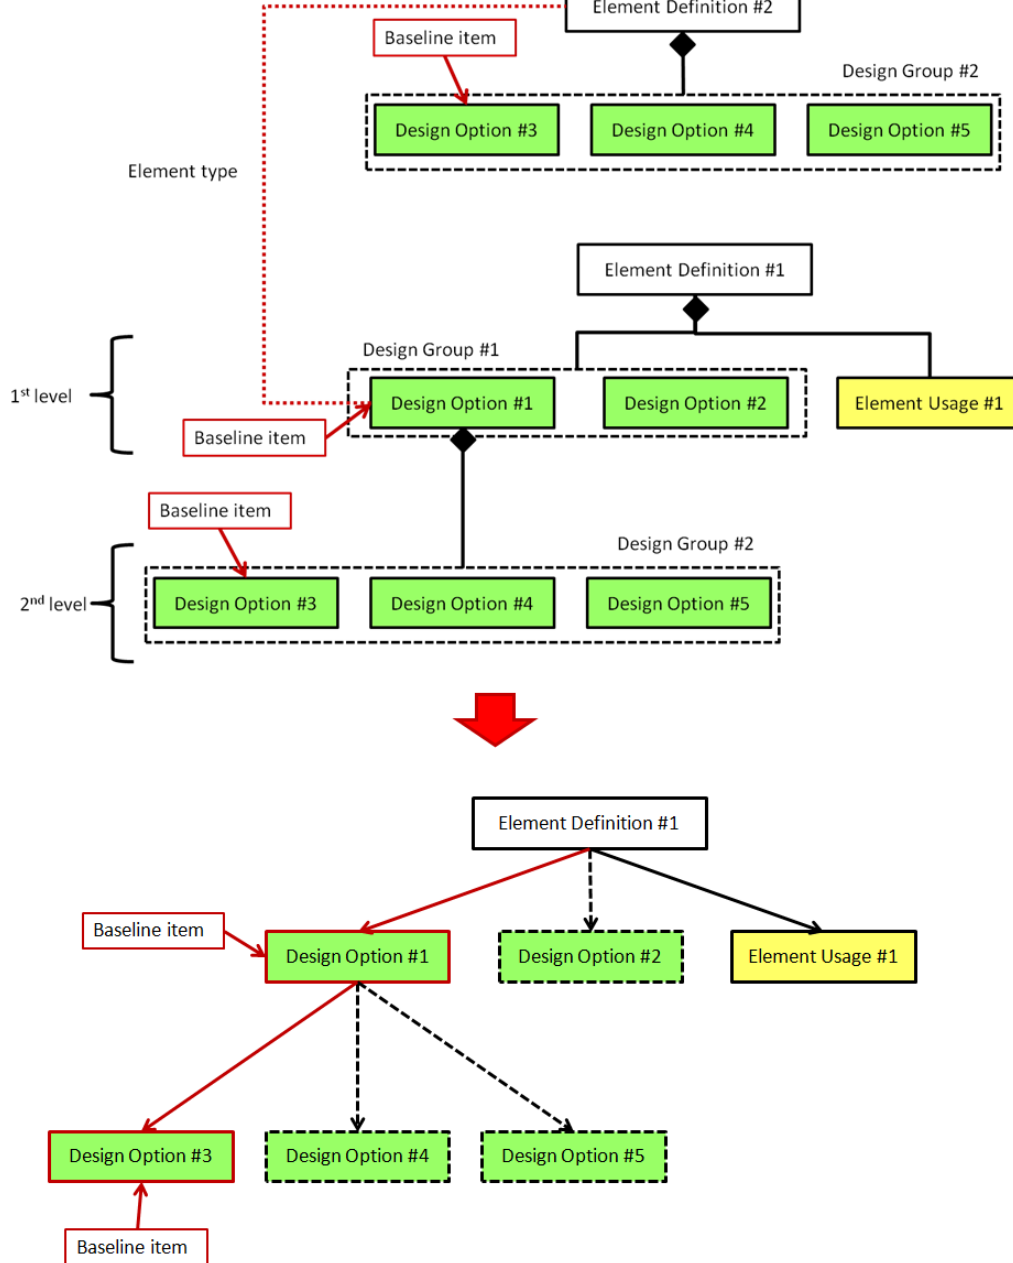 Element Definition #2
Baseline item
Design Group #2
Design Option #3
Design Option #4
Design Option #5
Element type
Element Definition #1
Design Group #1
1st level
Design Option #1
Design Option #2
Element Usage #1
Baseline item
Baseline item
Design Group #2
2nd level
Design Option #3
Design Option #4
Design Option #5
Element Definition #1
Baseline item
Design Option #1
Design Option #2
Element Usage #1
Design Option #3
Design Option #4
Design Option #5
Baseline item